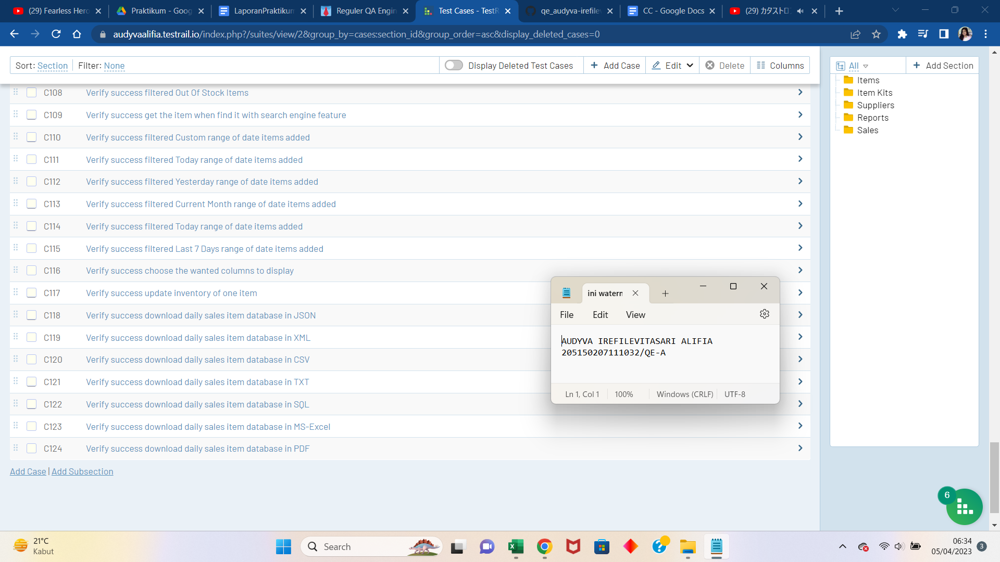 (29) Fearless Hero
Praktikum - Goog
LaporanPraktikum
Reguler QA Engin
Test Cases - TestR
qe_audyva-irefilev
CC - Google Docs
(29) カタストロ
audyvaalifia.testrail.io/index.php?/suites/view/2&group_by=cases:section_id&group_order=asc&display_deleted_cases=0
Sort: Section
Filter: None
Display Deleted Test Cases
Add Case
Edit
Delete
Columns
C108 Verify success filtered Out Of Stock Items
C109 Verify success get the item when find it with search engine feature
C110 Verify success filtered Custom range of date items added
C111 Verify success filtered Today range of date items added
C112 Verify success filtered Yesterday range of date items added
C113 Verify success filtered Current Month range of date items added
C114 Verify success filtered Today range of date items added
C115 Verify success filtered Last 7 Days range of date items added
C116 Verify success choose the wanted columns to display
C117 Verify success update inventory of one item
C118 Verify success download daily sales item database in JSON
C119 Verify success download daily sales item database in XML
C120 Verify success download daily sales item database in CSV
C121 Verify success download daily sales item database in TXT
C122 Verify success download daily sales item database in SQL
C123 Verify success download daily sales item database in MS-Excel
C124 Verify success download daily sales item database in PDF
Add Case | Add Subsection
All
Add Section
Items
Item Kits
Suppliers
Reports
Sales
ini watern
File
Edit
View
AUDYVA IREFILEVITASARI ALIFIA
205150207111032/QE-A
Ln 1, Col 1
100%
Windows (CRLF)
UTF-8
6
21°C
Kabut
Search
06:34
05/04/2023
3